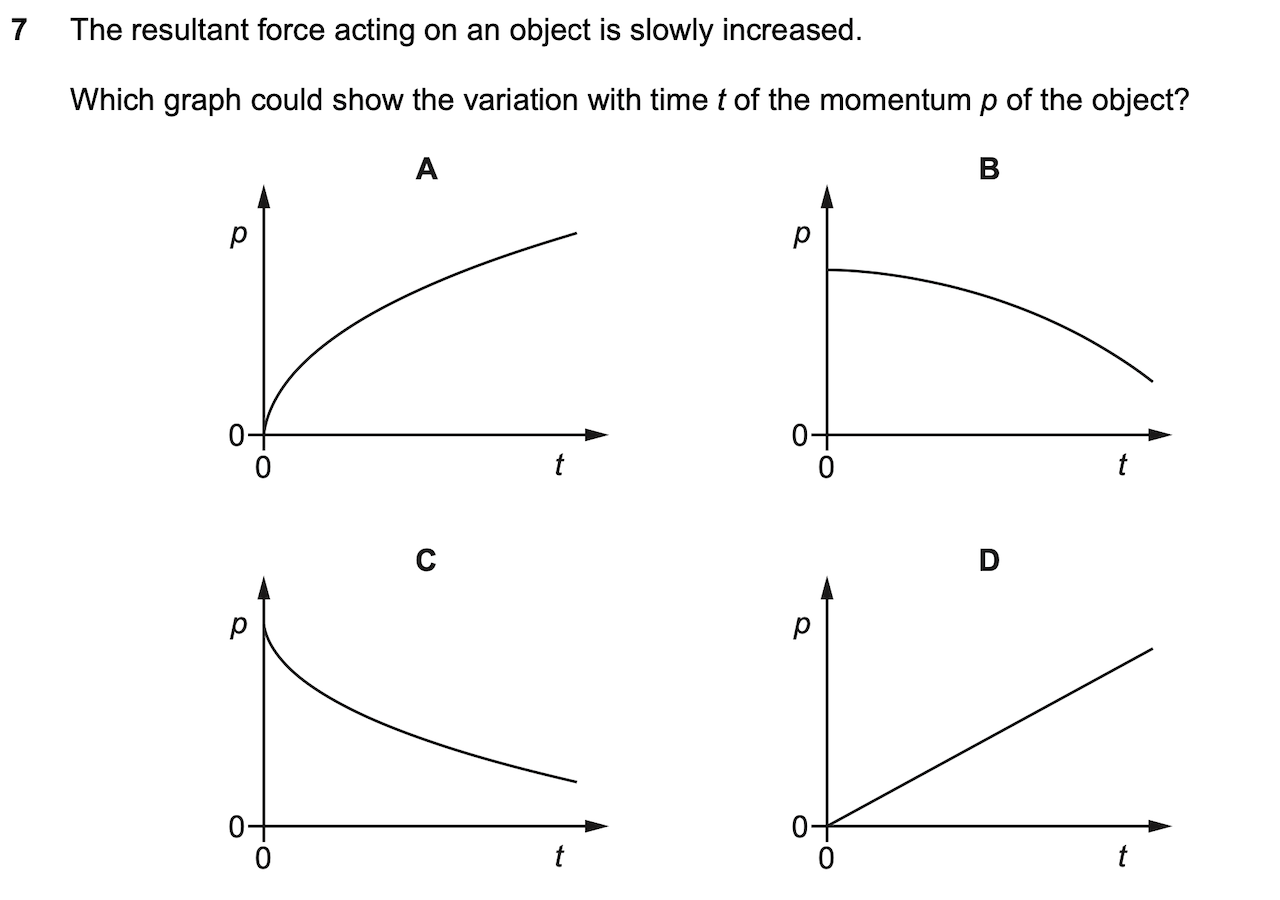 7 The resultant force acting on an object is slowly increased.
Which graph could show the variation with time t of the momentum p of the object?
A
B
p
p
0
0
0
t
0
t
C
D
p
p
0
0
0
t
0
t